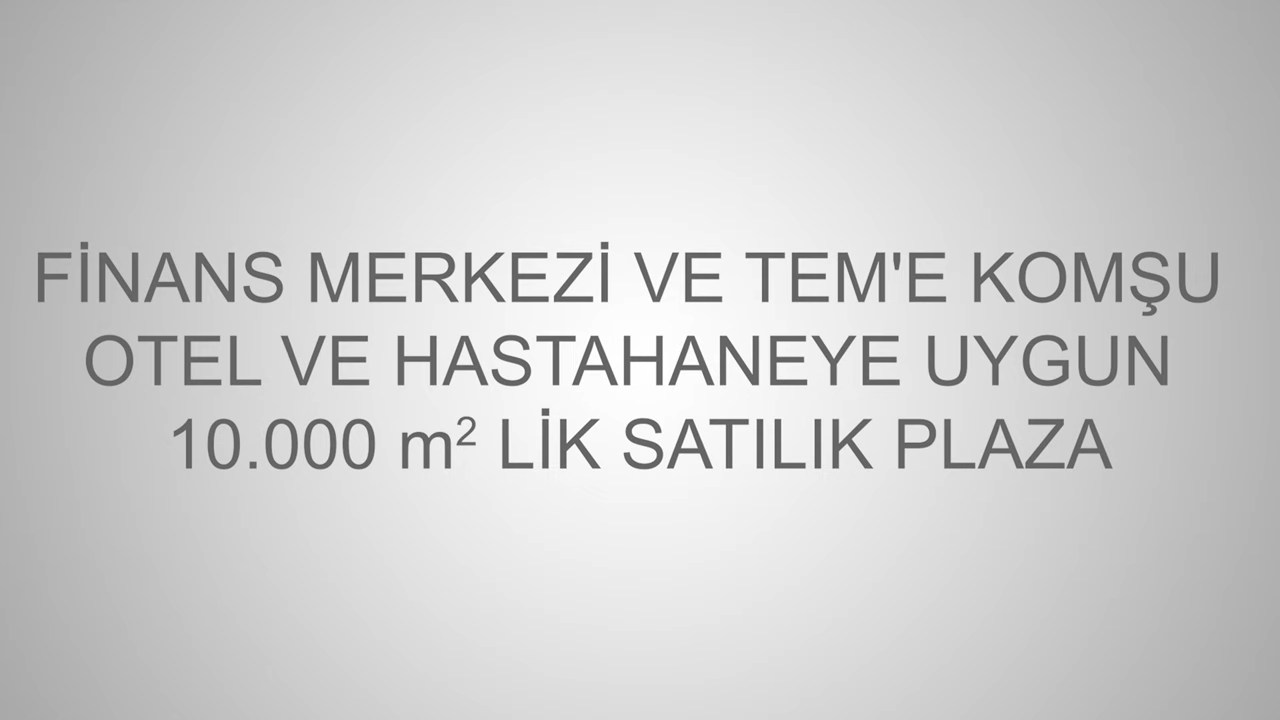 FİNANS MERKEZİ VE TEM'E KOMŞU
OTEL VE HASTAHANEYE UYGUN
10.000 m² LİK SATILIK PLAZA